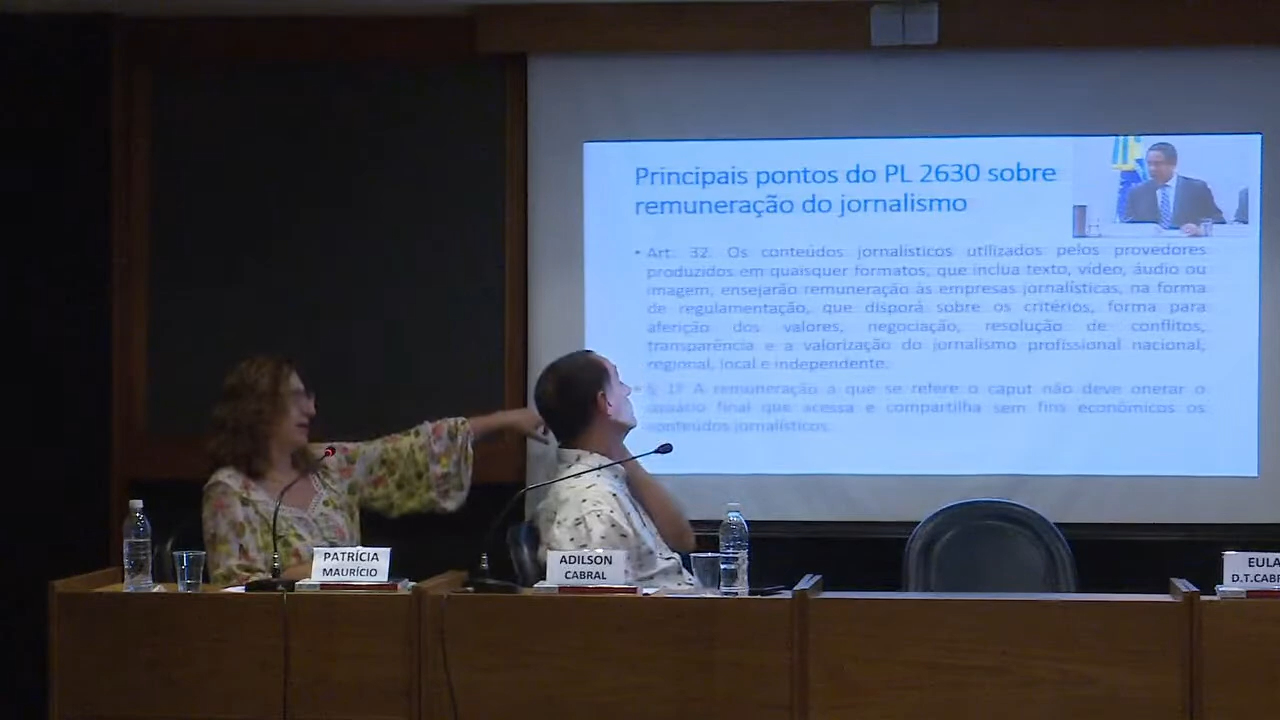 Principais pontos do PL 2630 sobre
remuneração do jornalismo
• Art. 32. Os conteúdos jornalísticos utilizados pelos provedores
produzidos em quaisquer formatos, que inclua texto, vídeo, áudio ou
imagem, ensejarão remuneração às empresas jornalísticas, na forma
de regulamentação, que disporá sobre os critérios, forma para
aferição dos valores, negociação, resolução de conflitos,
transparência e a valorização do jornalismo profissional nacional,
regional, local e independente.
• § 1º A remuneração a que se refere o caput não deve onerar o
usuário final que acessa e compartilha sem fins econômicos os
conteúdos jornalísticos.
PATRÍCIA
MAURÍCIO
ADILSON
CABRAL
EULA
D.T.CABR